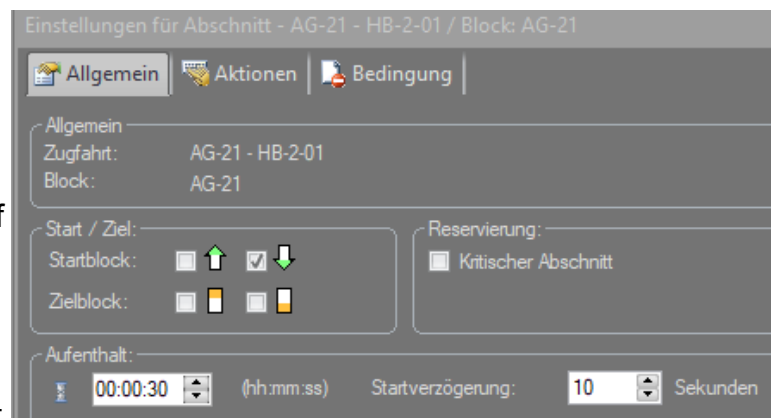 Einstellungen für Abschnitt - AG-21 - HB-2-01 / Block: AG-21
Allgemein Aktionen Bedingung
Allgemein
Zugfahrt: AG-21 - HB-2-01
Block: AG-21
f
Start / Ziel: Reservierung:
Startblock: Kritischer Abschnitt
Zielblock:
Aufenthalt:
00:00:30 (hh:mm:ss) Startverzögerung: 10 Sekunden